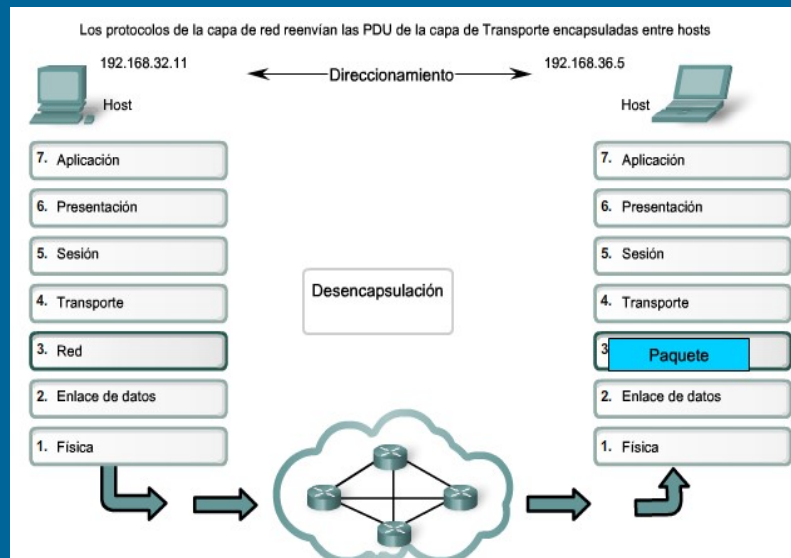 Los protocolos de la capa de red reenvían las PDU de la capa de Transporte encapsuladas entre hosts
192.168.32.11
Direccionamiento
192.168.36.5
Host
Host
7. Aplicación
6. Presentación
5. Sesión
4. Transporte
3. Red
2. Enlace de datos
1. Física
Desencapsulación
7. Aplicación
6. Presentación
5. Sesión
4. Transporte
3 Paquete
2. Enlace de datos
1. Física